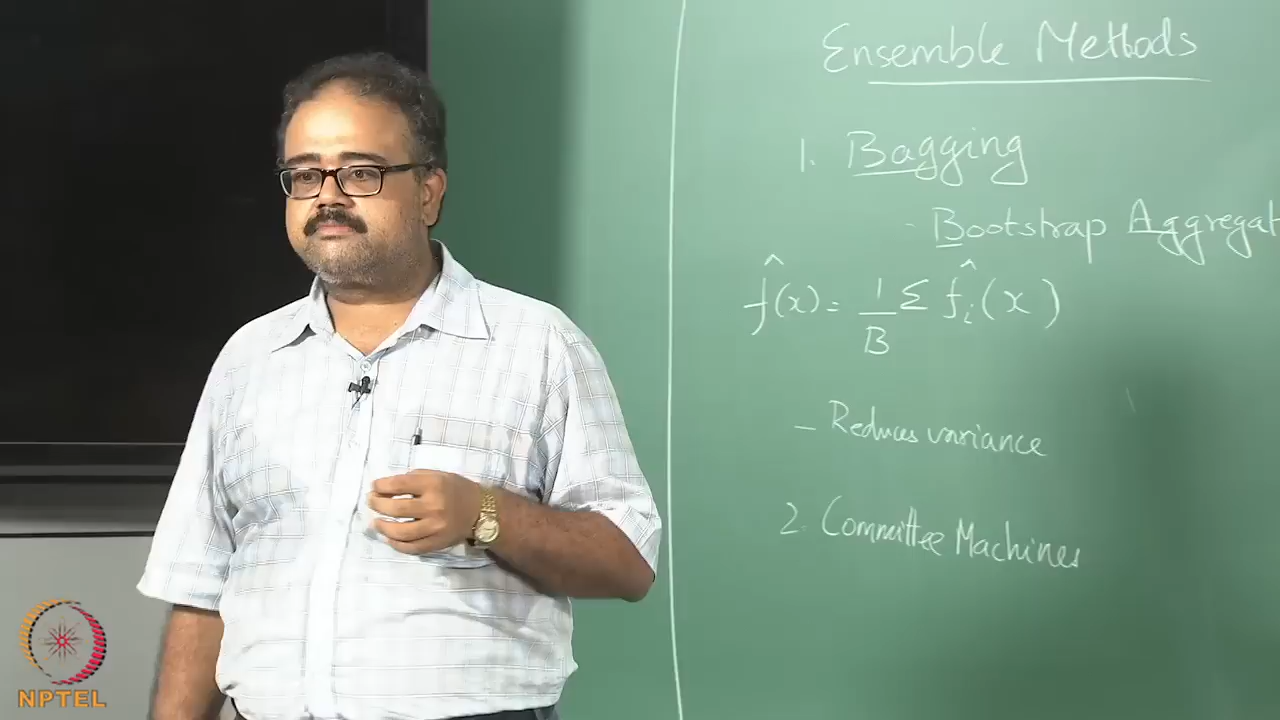 Ensemble Methods
1. Bagging
- Bootstrap Aggregat
f̂(x) = 1/B Σ f̂i(x)
- Reduces variance
2. Committee Machines
NPTEL